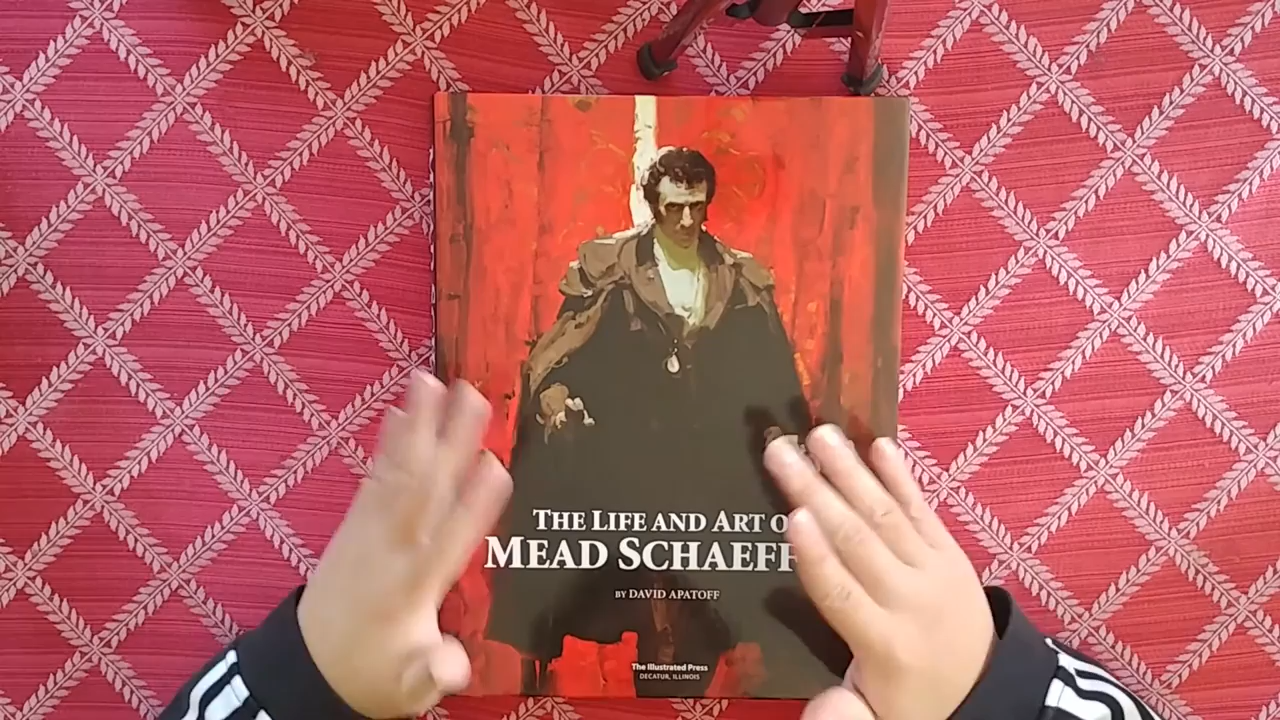 THE LIFE AND ART O
MEAD SCHAEFF
BY DAVID APATOFF
The Illustrated Press
DECATUR, ILLINOIS